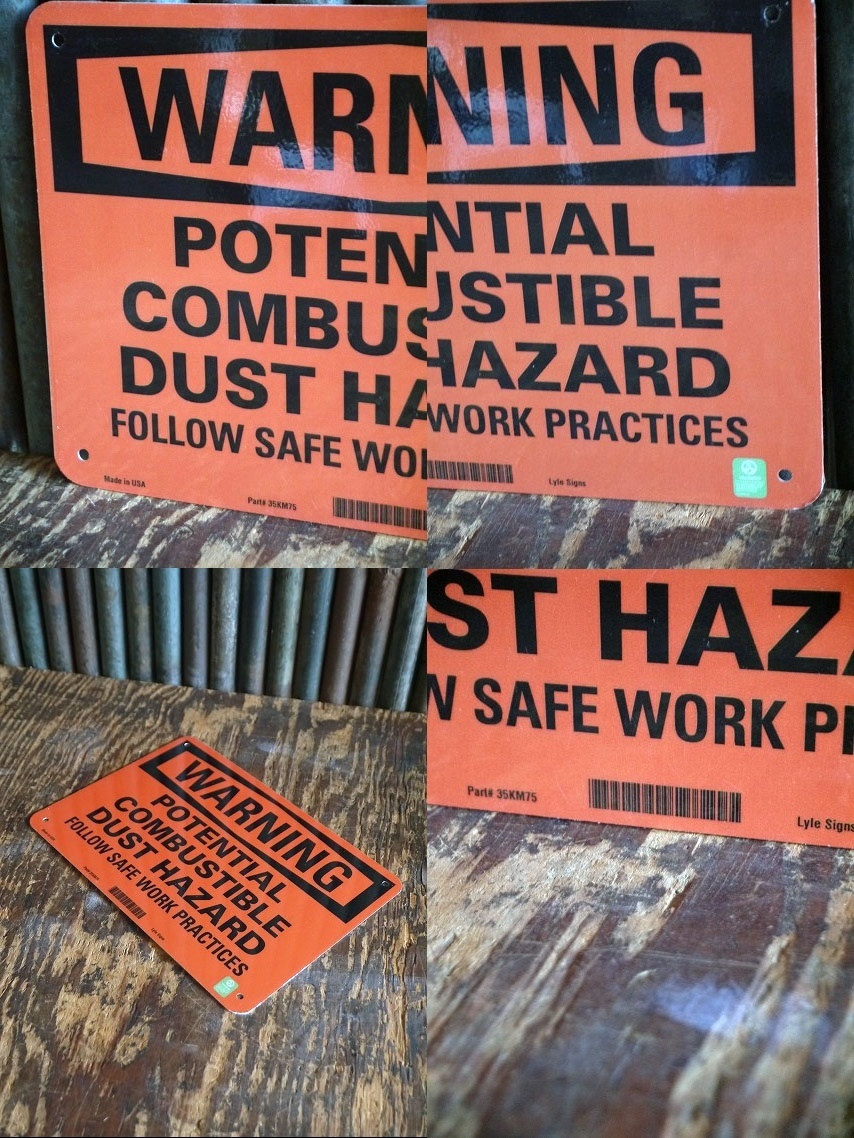 WARN
POTEN
COMBUS
DUST HA
FOLLOW SAFE WO
Made in USA
Part# 35KM75
NING
NTIAL
USTIBLE
HAZARD
WORK PRACTICES
Lyle Signs
WARNING
POTENTIAL
COMBUSTIBLE
DUST HAZARD
FOLLOW SAFE WORK PRACTICES
ST HAZ
W SAFE WORK P
Part# 35KM75
Lyle Signs